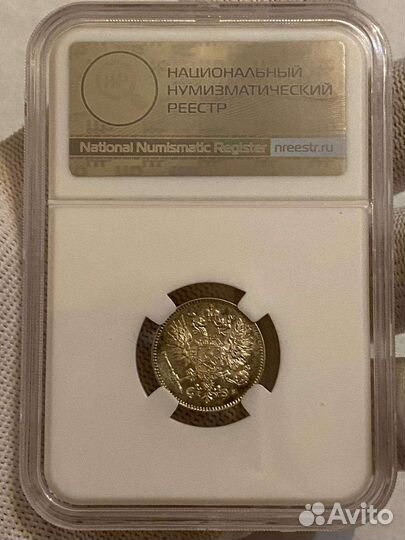 НАЦИОНАЛЬНЫЙ
НУМИЗМАТИЧЕСКИЙ
РЕЕСТР
National Numismatic Register nreestr.ru
Avito